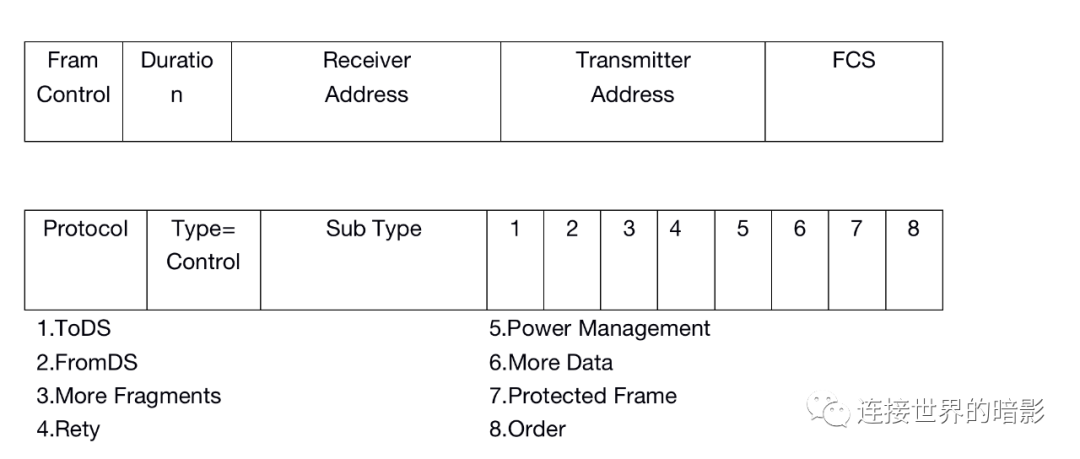 Fram Control
Duratio n
Receiver Address
Transmitter Address
FCS
Protocol
Type= Control
Sub Type
1 2 3 4 5 6 7 8
1.ToDS
2.FromDS
3.More Fragments
4.Rety
5.Power Management
6.More Data
7.Protected Frame
8.Order
连接世界的暗影